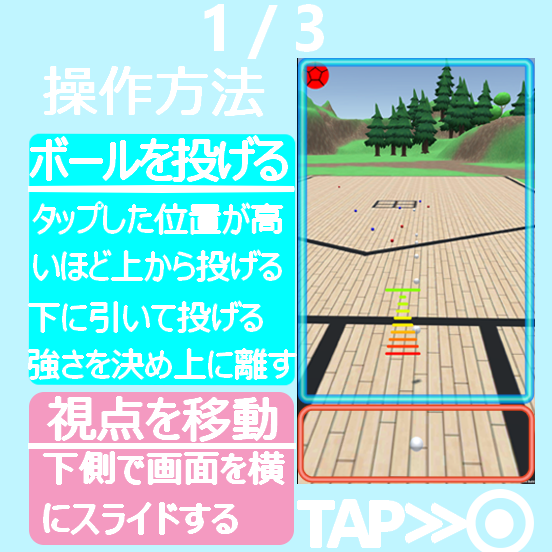 1/3
操作方法
ボールを投げる
タップした位置が高
いほど上から投げる
下に引いて投げる
強さを決め上に離す
視点を移動
下側で画面を横
にスライドする
TAP>>